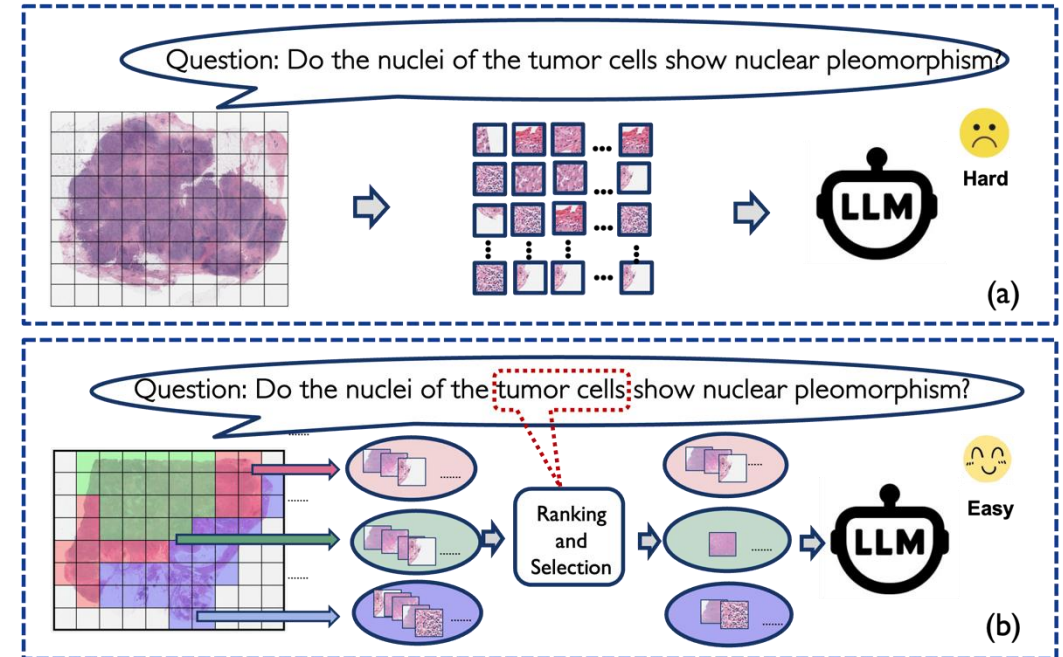 Question: Do the nuclei of the tumor cells show nuclear pleomorphism?
Hard
LLM
(a)
Question: Do the nuclei of the tumor cells show nuclear pleomorphism?
Ranking
and
Selection
Easy
LLM
(b)